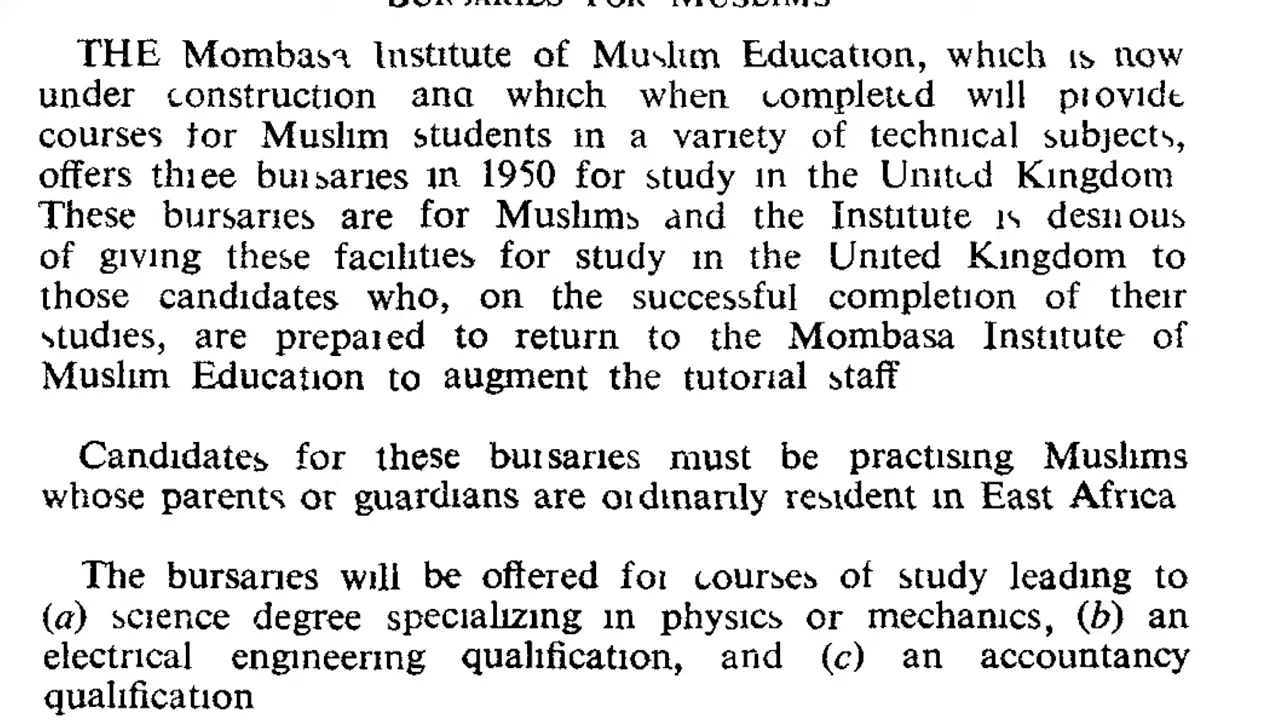 BURSARIES FOR MUSLIMS
THE Mombasa Institute of Muslim Education, which is now
under construction and which when completed will provide
courses for Muslim students in a variety of technical subjects,
offers three bursaries in 1950 for study in the United Kingdom
These bursaries are for Muslims and the Institute is desirous
of giving these facilities for study in the United Kingdom to
those candidates who, on the successful completion of their
studies, are prepared to return to the Mombasa Institute of
Muslim Education to augment the tutorial staff
Candidates for these bursaries must be practising Muslims
whose parents or guardians are ordinarily resident in East Africa
The bursaries will be offered for courses of study leading to
(a) science degree specializing in physics or mechanics, (b) an
electrical engineering qualification, and (c) an accountancy
qualification